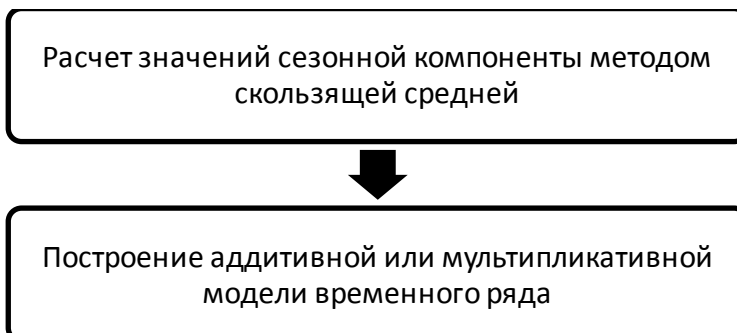 Расчет значений сезонной компоненты методом
скользящей средней
Построение аддитивной или мультипликативной
модели временного ряда